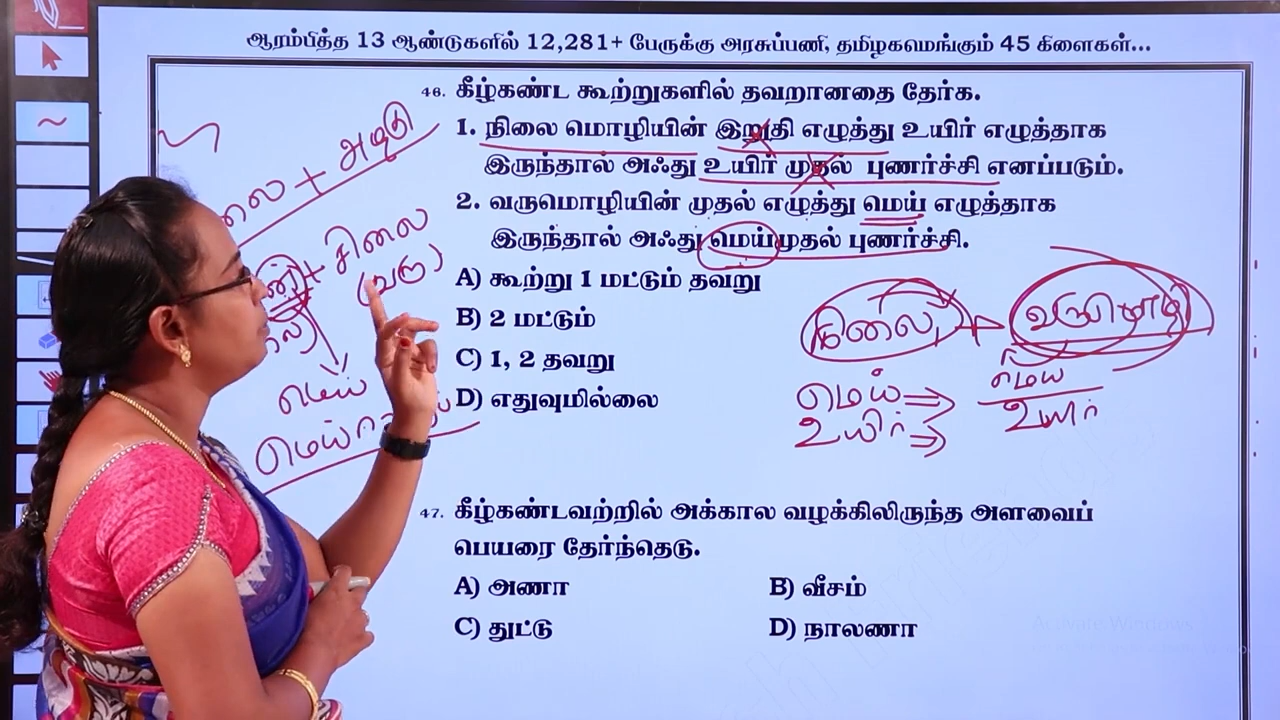 ஆரம்பித்த 13 ஆண்டுகளில் 12,281+ பேருக்கு அரசுப்பணி, தமிழகமெங்கும் 45 கிளைகள்...
46. கீழ்கண்ட கூற்றுகளில் தவறானதை தேர்க.
1. நிலை மொழியின் இறுதி எழுத்து உயிர் எழுத்தாக
இருந்தால் அஃது உயிர் முதல் புணர்ச்சி எனப்படும்.
2. வருமொழியின் முதல் எழுத்து மெய் எழுத்தாக
இருந்தால் அஃது மெய்முதல் புணர்ச்சி.
A) கூற்று 1 மட்டும் தவறு
B) 2 மட்டும்
C) 1, 2 தவறு
D) எதுவுமில்லை
+ சிலை
(வரு)
மெய்
நிலை + வருமொழி
மெய் ⇒ மெய்
உயிர் ⇒ உயிர்
47. கீழ்கண்டவற்றில் அக்கால வழக்கிலிருந்த அளவைப்
பெயரை தேர்ந்தெடு.
A) அணா B) வீசம்
C) துட்டு D) நாலணா
Activate Windows